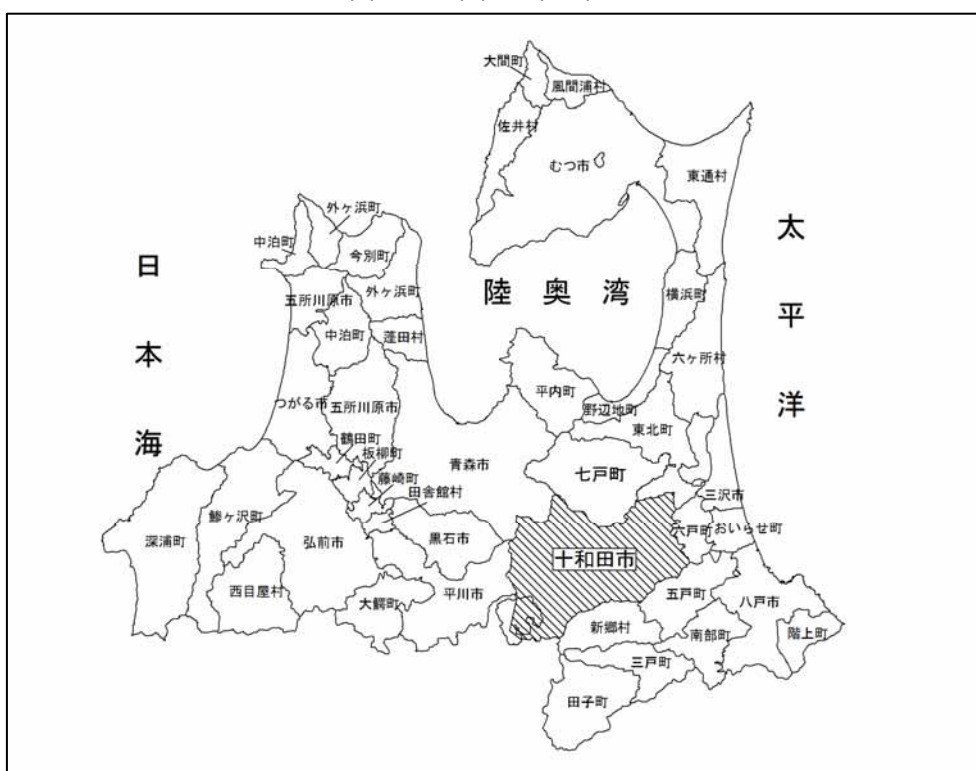 大間町
風間浦村
佐井村
むつ市
東通村
外ヶ浜町
中泊町
今別町
太平洋
日本海
陸奥湾
五所川原市
外ヶ浜町
横浜町
中泊町
蓬田村
六ヶ所村
平内町
つがる市
五所川原市
野辺地町
東北町
鶴田町
板柳町
青森市
七戸町
藤崎町
田舎館村
三沢市
鰺ヶ沢町
深浦町
弘前市
黒石市
六戸町
おいらせ町
十和田市
西目屋村
大鰐町
平川市
五戸町
八戸市
新郷村
南部町
階上町
三戸町
田子町